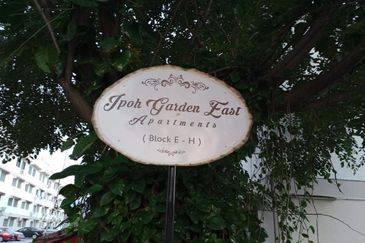 Ipoh Garden East
Apartments
( Block E - H )